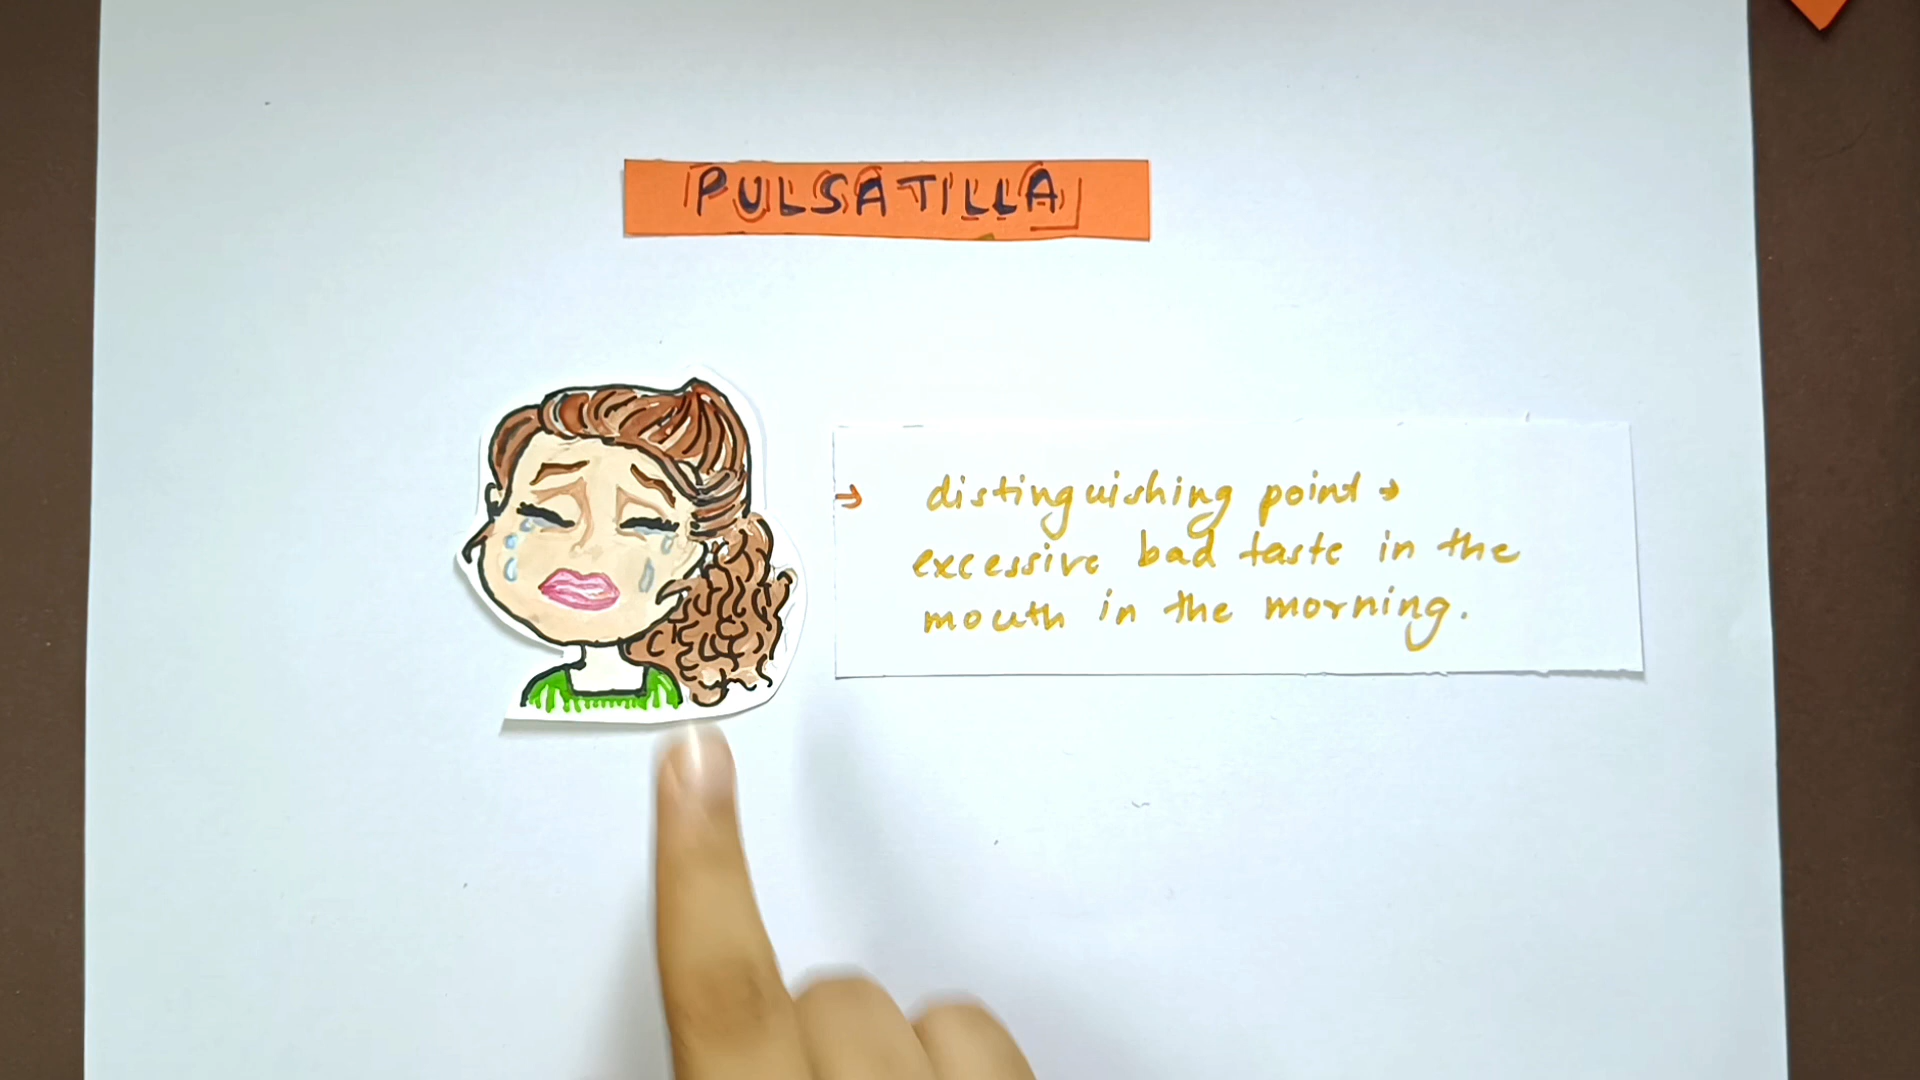 PULSATILLA
→ distinguishing point →
excessive bad taste in the
mouth in the morning.